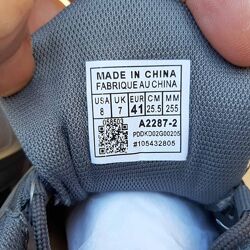 MADE IN CHINA
FABRIQUE AU CHINA
USA UK EUR CM MM
8 7 41 25.5 255
058503
A2287-2
PDDKD02G00205
#105432805